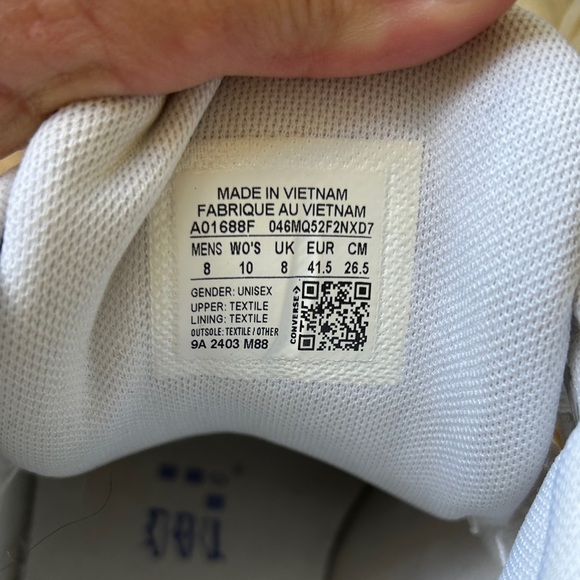 MADE IN VIETNAM
FABRIQUE AU VIETNAM
A01688F 046MQ52F2NXD7
MENS WO'S UK EUR CM
8 10 8 41.5 26.5
GENDER: UNISEX
UPPER: TEXTILE
LINING: TEXTILE
OUTSOLE: TEXTILE / OTHER
9A 2403 M88
CONVERSE